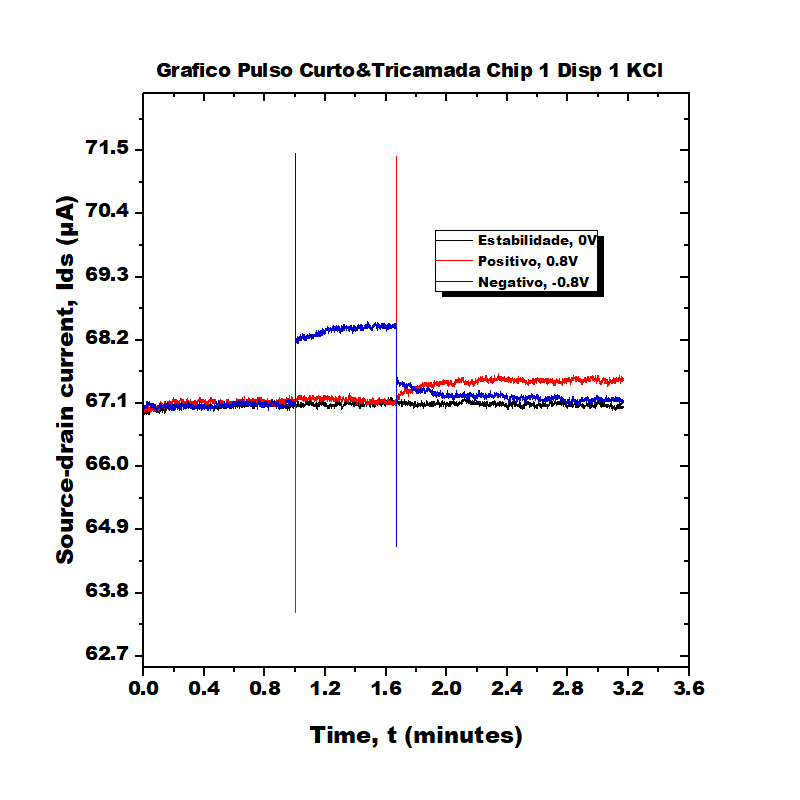 Grafico Pulso Curto&Tricamada Chip 1 Disp 1 KCl
71.5
70.4
69.3
68.2
67.1
66.0
64.9
63.8
62.7
Source-drain current, Ids (µA)
Estabilidade, 0V
Positivo, 0.8V
Negativo, -0.8V
0.0 0.4 0.8 1.2 1.6 2.0 2.4 2.8 3.2 3.6
Time, t (minutes)